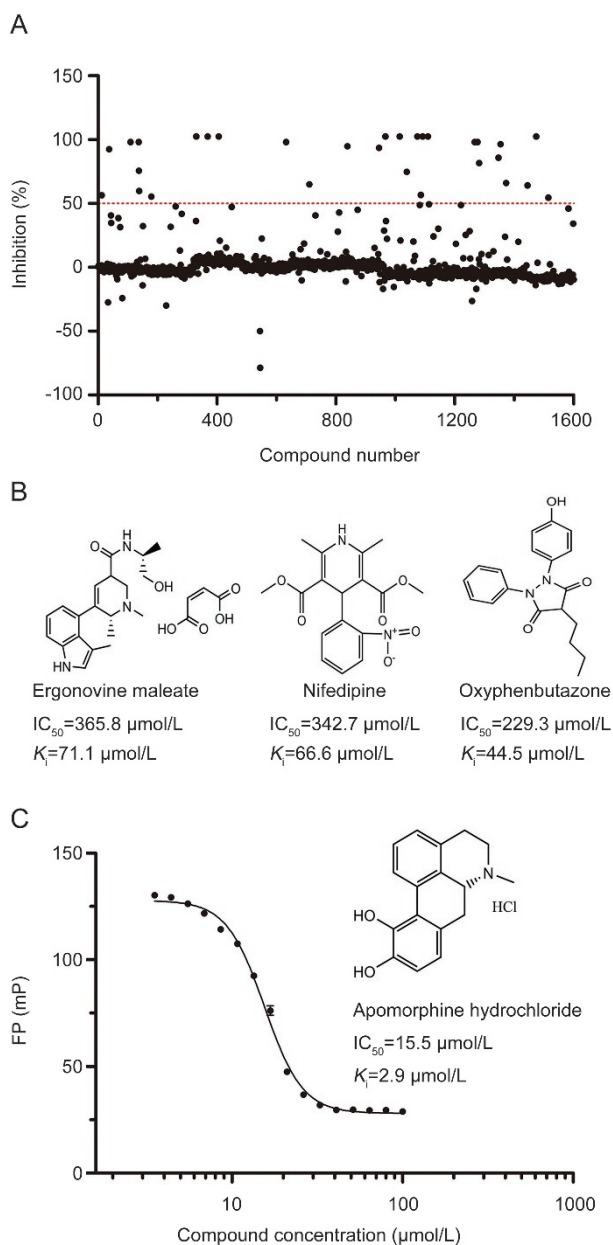 A
150
100
50
0
-50
-100
Inhibition (%)
0
400
800
1200
1600
Compound number
B
O
H
N
OH
N
HN
O
OH
HO
O
Ergonovine maleate
IC50=365.8 µmol/L
Ki=71.1 µmol/L
H
N
O
O
O
O
N+
O
O-
Nifedipine
IC50=342.7 µmol/L
Ki=66.6 µmol/L
OH
N
N
O
O
Oxyphenbutazone
IC50=229.3 µmol/L
Ki=44.5 µmol/L
C
150
100
50
0
FP (mP)
10
100
1000
Compound concentration (µmol/L)
N
HCl
HO
HO
Apomorphine hydrochloride
IC50=15.5 µmol/L
Ki=2.9 µmol/L